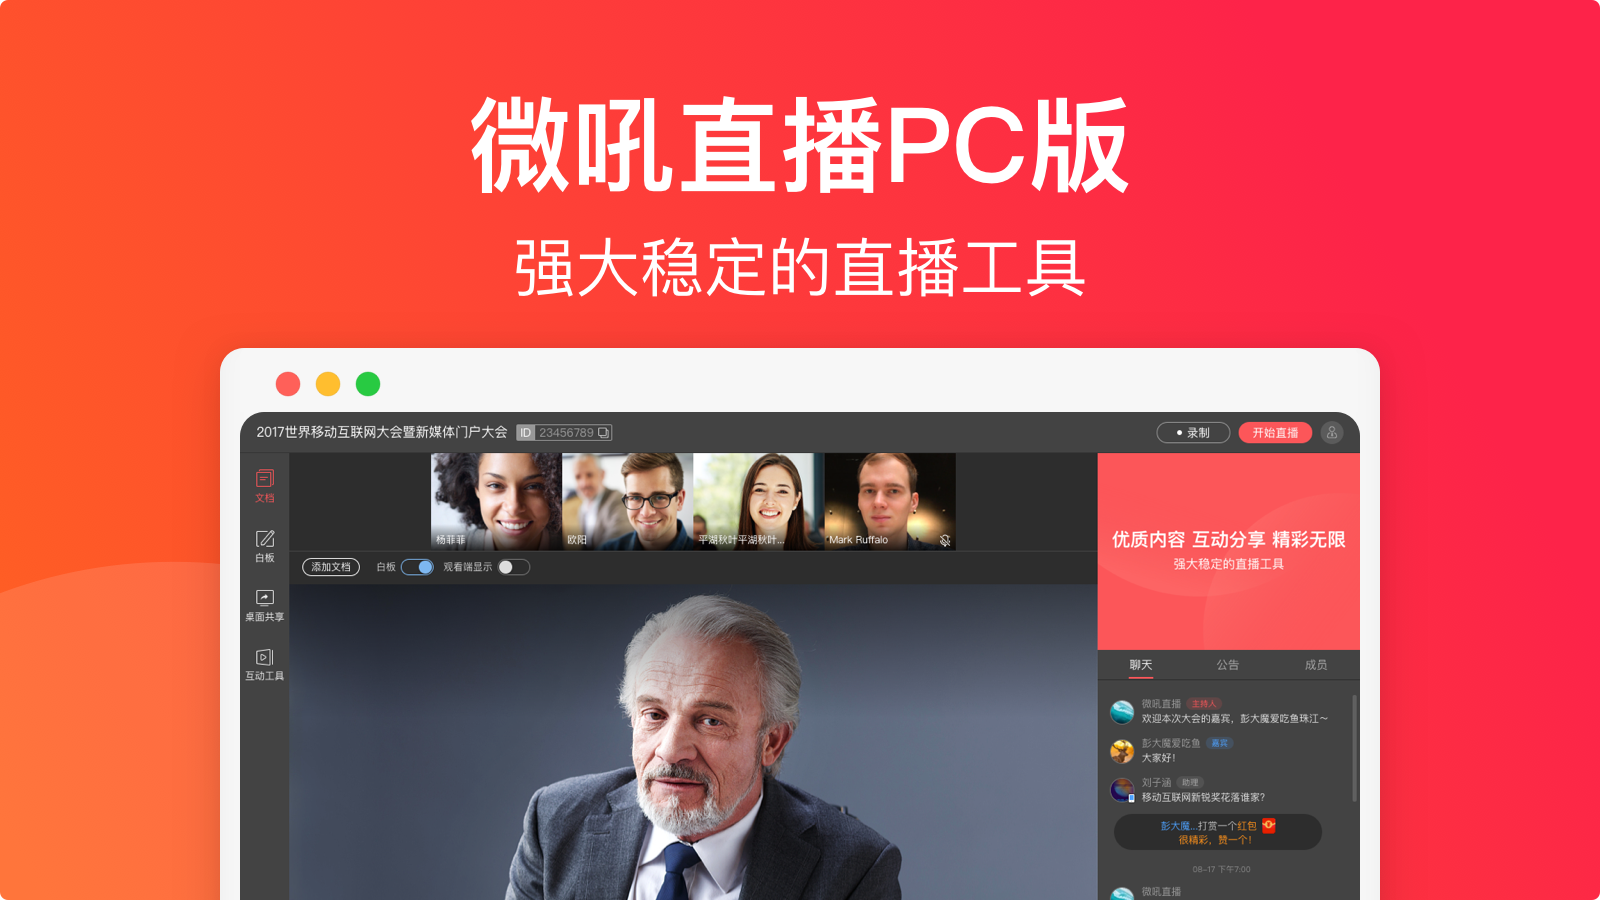 微吼直播PC版
强大稳定的直播工具
2017世界移动互联网大会暨新媒体门户大会 ID 23456789
录制 开始直播
文档
白板
桌面共享
互动工具
杨菲菲 欧阳 平湖秋叶平湖秋叶... Mark Ruffalo
添加文档 白板 观看端显示
优质内容 互动分享 精彩无限
强大稳定的直播工具
聊天 公告 成员
微吼直播 主持人
欢迎本次大会的嘉宾，彭大魔爱吃鱼珠江～
彭大魔爱吃鱼 嘉宾
大家好！
刘子涵 助理
移动互联网新锐奖花落谁家？
彭大魔...打赏一个红包
很精彩，赞一个！
08-17 下午7:00
微吼直播